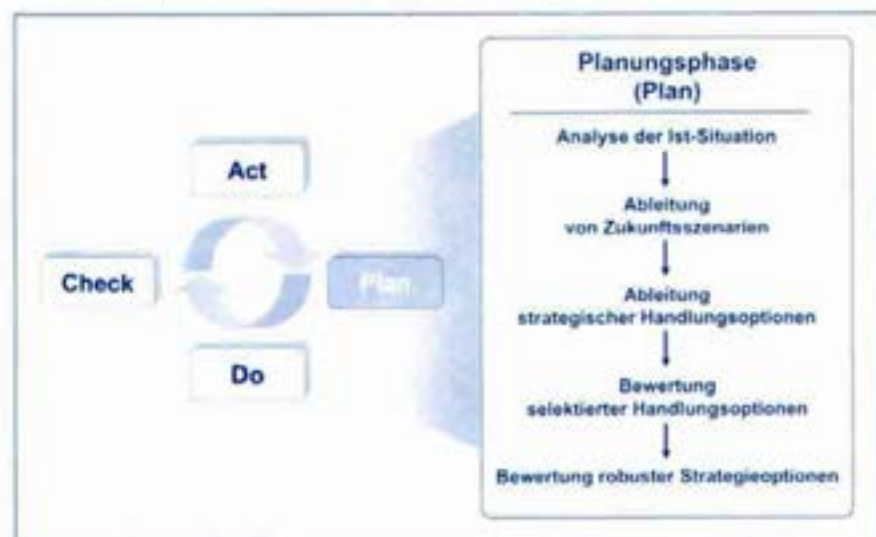 Act
Check
Plan
Do
Planungsphase
(Plan)
Analyse der Ist-Situation
Ableitung
von Zukunftsszenarien
Ableitung
strategischer Handlungsoptionen
Bewertung
selektierter Handlungsoptionen
Bewertung robuster Strategieoptionen